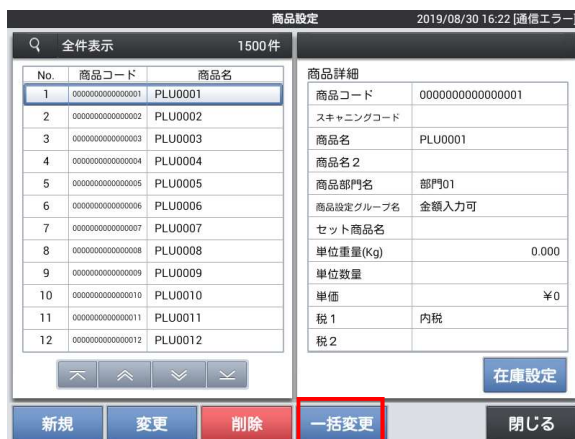 商品設定 2019/08/30 16:22 [通信エラー]
全件表示 1500件
No. 商品コード 商品名
1 0000000000000001 PLU0001
2 0000000000000002 PLU0002
3 0000000000000003 PLU0003
4 0000000000000004 PLU0004
5 0000000000000005 PLU0005
6 0000000000000006 PLU0006
7 0000000000000007 PLU0007
8 0000000000000008 PLU0008
9 0000000000000009 PLU0009
10 0000000000000010 PLU0010
11 0000000000000011 PLU0011
12 0000000000000012 PLU0012
商品詳細
商品コード 0000000000000001
スキャニングコード
商品名 PLU0001
商品名２
商品部門名 部門01
商品設定グループ名 金額入力可
セット商品名
単位重量(Kg) 0.000
単位数量
単価 ¥0
税１ 内税
税２
在庫設定
新規 変更 削除 一括変更 閉じる